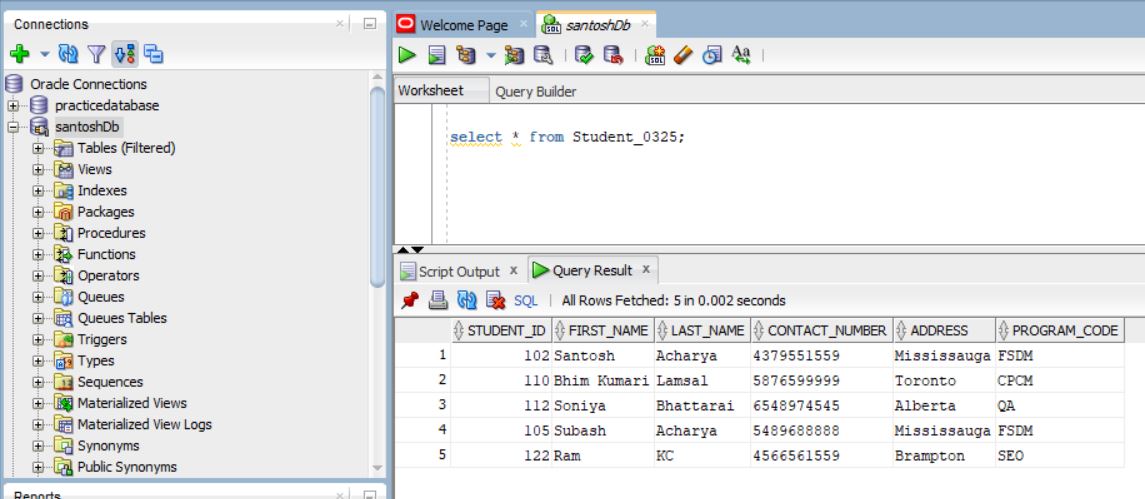 Connections
Oracle Connections
practicedatabase
santoshDb
Tables (Filtered)
Views
Indexes
Packages
Procedures
Functions
Operators
Queues
Queues Tables
Triggers
Types
Sequences
Materialized Views
Materialized View Logs
Synonyms
Public Synonyms
Reports
Welcome Page
santoshDb
Worksheet Query Builder
select * from Student_0325;
Script Output x Query Result x
SQL | All Rows Fetched: 5 in 0.002 seconds
STUDENT_ID FIRST_NAME LAST_NAME CONTACT_NUMBER ADDRESS PROGRAM_CODE
1 102 Santosh Acharya 4379551559 Mississauga FSDM
2 110 Bhim Kumari Lamsal 5876599999 Toronto CPCM
3 112 Soniya Bhattarai 6548974545 Alberta QA
4 105 Subash Acharya 5489688888 Mississauga FSDM
5 122 Ram KC 4566561559 Brampton SEO